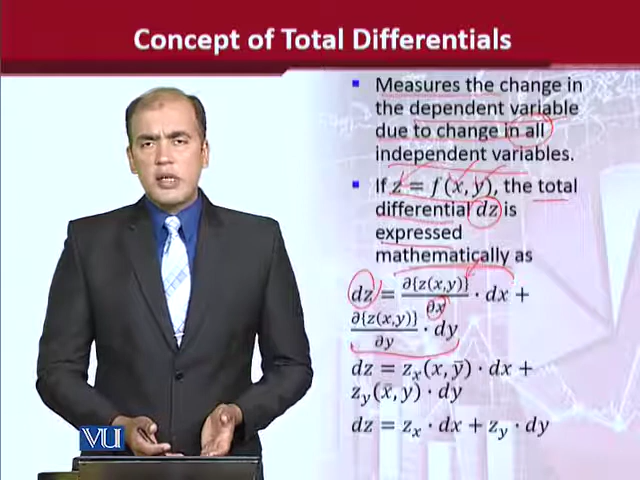 Concept of Total Differentials
▪ Measures the change in
the dependent variable
due to change in all
independent variables.
▪ If z = f(x, y), the total
differential dz is
expressed
mathematically as
dz = ∂{z(x,y)}/∂x · dx +
∂{z(x,y)}/∂y · dy
dz = z_x(x, ȳ) · dx +
z_y(x̄, y) · dy
dz = z_x · dx + z_y · dy
VU